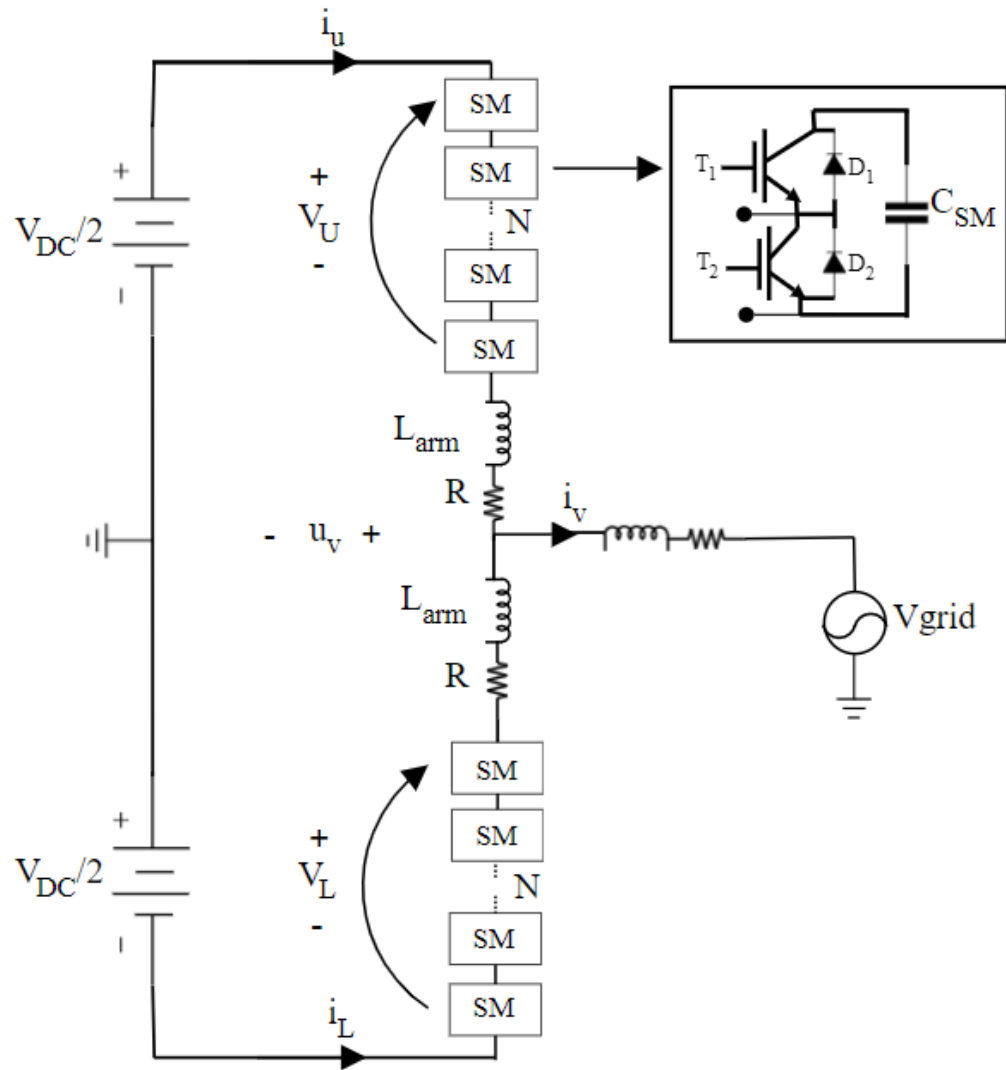 i_u
SM
SM
N
SM
SM
+
V_U
-
T_1
D_1
C_SM
T_2
D_2
+
V_DC/2
-
L_arm
R
i_v
- u_v +
L_arm
R
Vgrid
+
V_DC/2
-
SM
SM
N
SM
SM
+
V_L
-
i_L